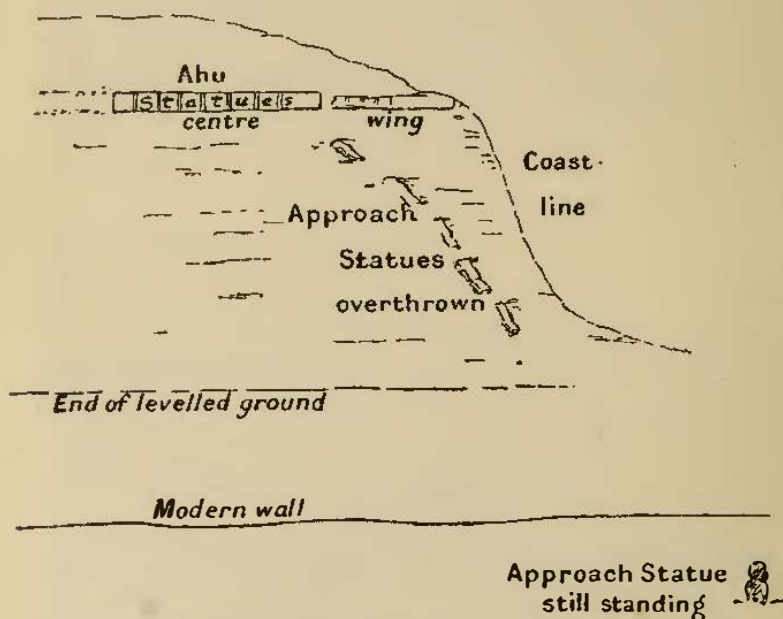 Ahu
Statues
centre
wing
Coast-
line
Approach
Statues
overthrown
End of levelled ground
Modern wall
Approach Statue
still standing